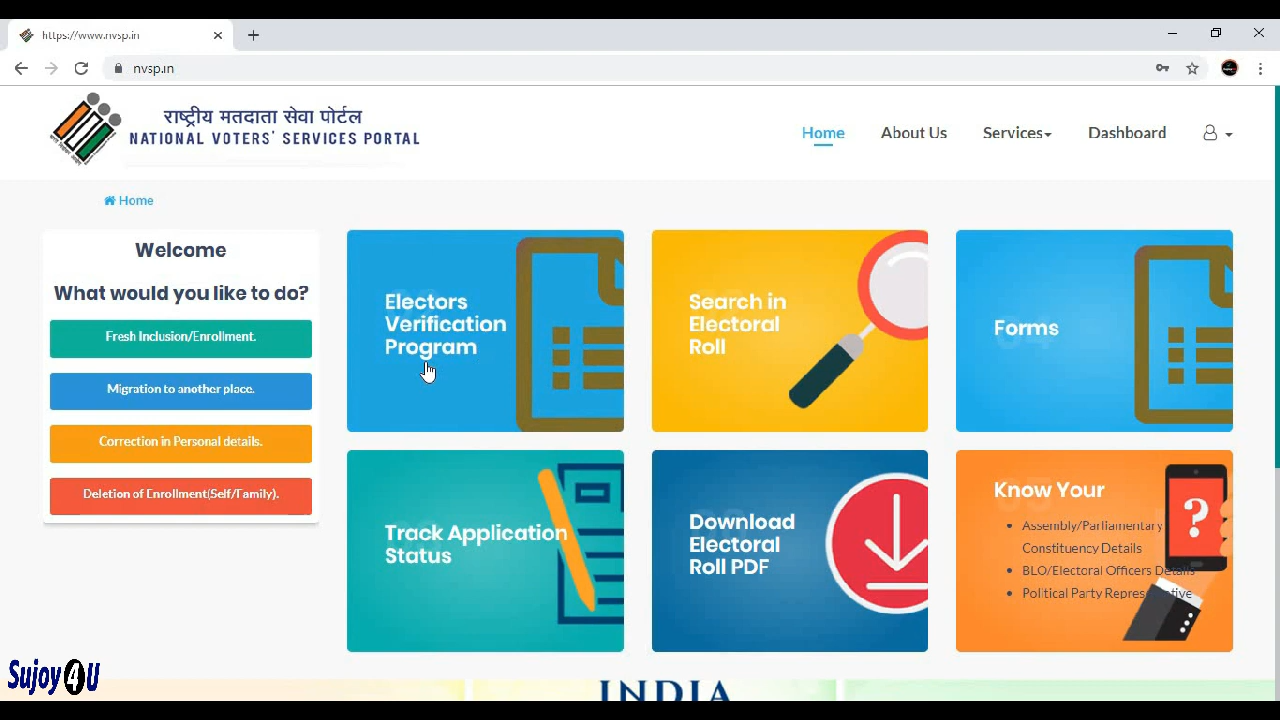 https://www.nvsp.in
nvsp.in
राष्ट्रीय मतदाता सेवा पोर्टल
NATIONAL VOTERS' SERVICES PORTAL
Home
About Us
Services
Dashboard
Home
Welcome
What would you like to do?
Fresh Inclusion/Enrollment.
Migration to another place.
Correction in Personal details.
Deletion of Enrollment(Self/Family).
Electors
Verification
Program
Search in
Electoral
Roll
Forms
Track Application
Status
Download
Electoral
Roll PDF
Know Your
Assembly/Parliamentary
Constituency Details
BLO/Electoral Officers Details
Political Party Representative
Sujoy4U
INDIA